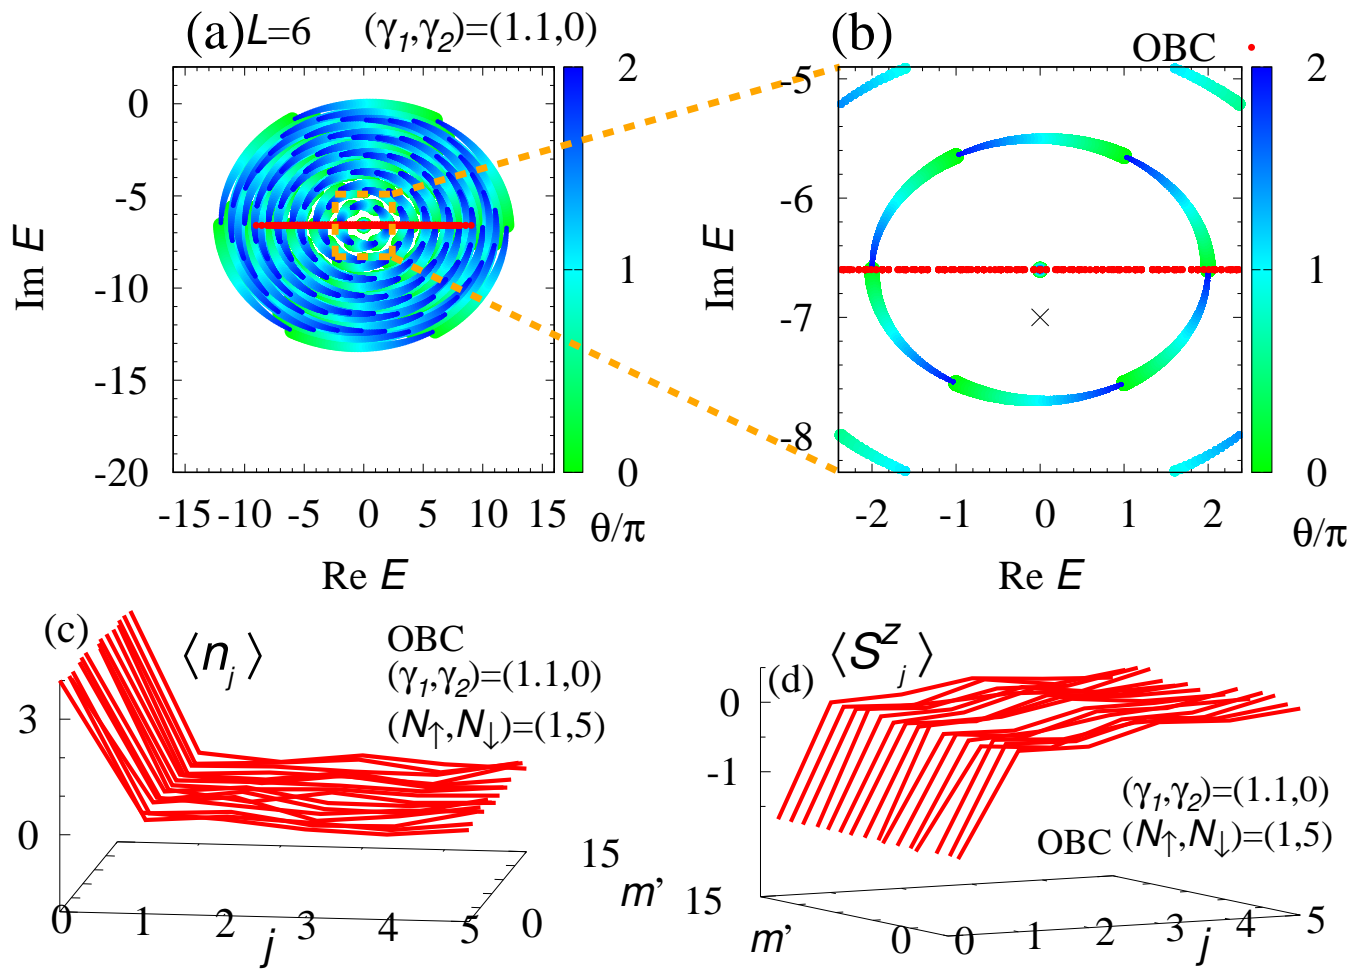 (a) L=6 (γ1,γ2)=(1.1,0)
0
-5
-10
-15
-20
Im E
-15 -10 -5 0 5 10 15
Re E
2
1
0
θ/π
(b) OBC
-5
-6
-7
-8
Im E
-2 -1 0 1 2
Re E
2
1
0
θ/π
(c) ⟨nj⟩
OBC
(γ1,γ2)=(1.1,0)
(N↑,N↓)=(1,5)
3
0
0 1 2 3 4 5
j
0
15
m'
(d) ⟨Szj⟩
0
-1
(γ1,γ2)=(1.1,0)
OBC (N↑,N↓)=(1,5)
15
0
m'
0 1 2 3 4 5
j